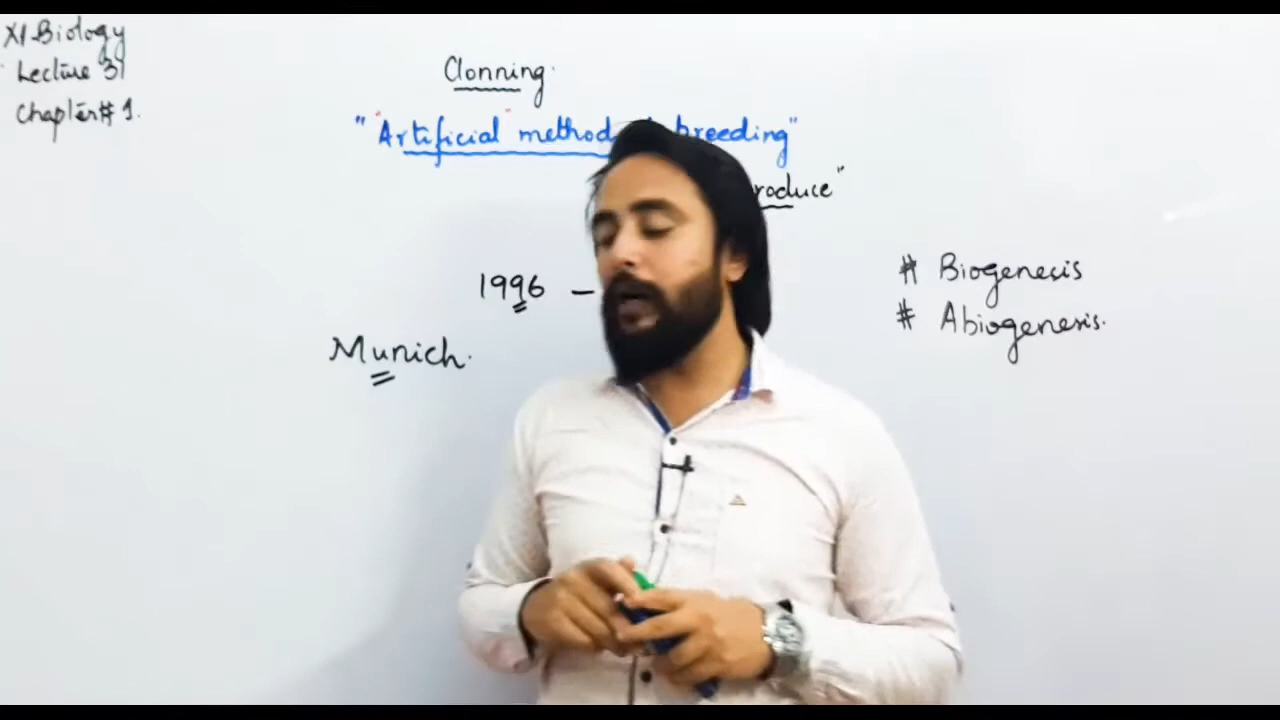 XI Biology
Lecture 31
Chapter# 1.
Clonning.
"Artificial method breeding"
roduce"
1996 –
Munich.
# Biogenesis
# Abiogenesis.